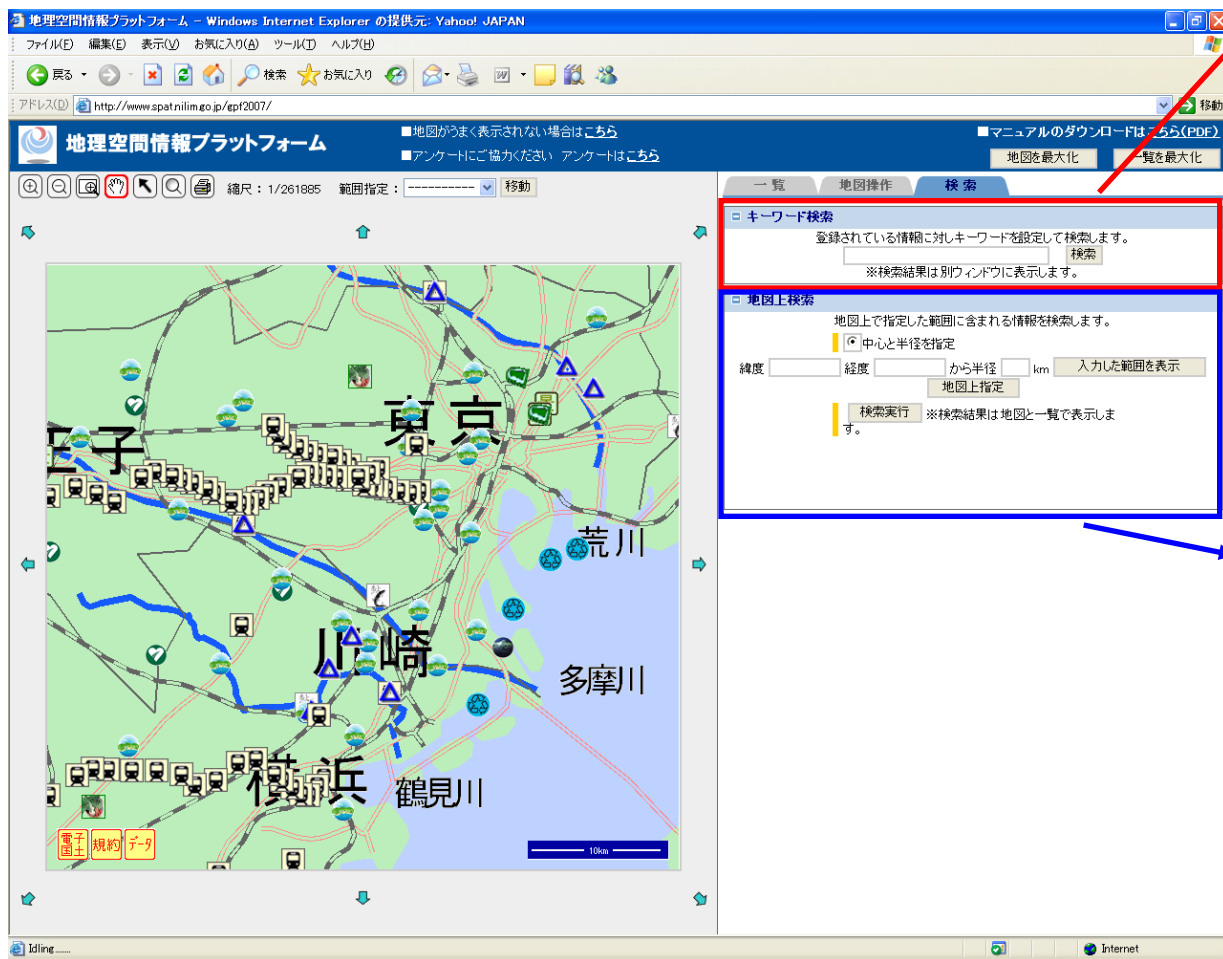 地理空間情報プラットフォーム - Windows Internet Explorer の提供元: Yahoo! JAPAN
ファイル(F) 編集(E) 表示(V) お気に入り(A) ツール(T) ヘルプ(H)
戻る 検索 お気に入り
アドレス(D) http://www.spat.nilim.go.jp/gpf2007/ 移動
地理空間情報プラットフォーム
■地図がうまく表示されない場合はこちら
■アンケートにご協力ください アンケートはこちら
■マニュアルのダウンロードはこちら(PDF)
地図を最大化 一覧を最大化
縮尺：1/261885 範囲指定：---------- 移動
一覧 地図操作 検索
キーワード検索
登録されている情報に対しキーワードを設定して検索します。
検索
※検索結果は別ウィンドウに表示します。
地図上検索
地図上で指定した範囲に含まれる情報を検索します。
中心と半径を指定
緯度 経度 から半径 km 入力した範囲を表示
地図上指定
検索実行 ※検索結果は地図と一覧で表示しま
す。
東京
王子
荒川
川崎
多摩川
横浜
鶴見川
電子国土 規約 データ
10km
Idling...... Internet